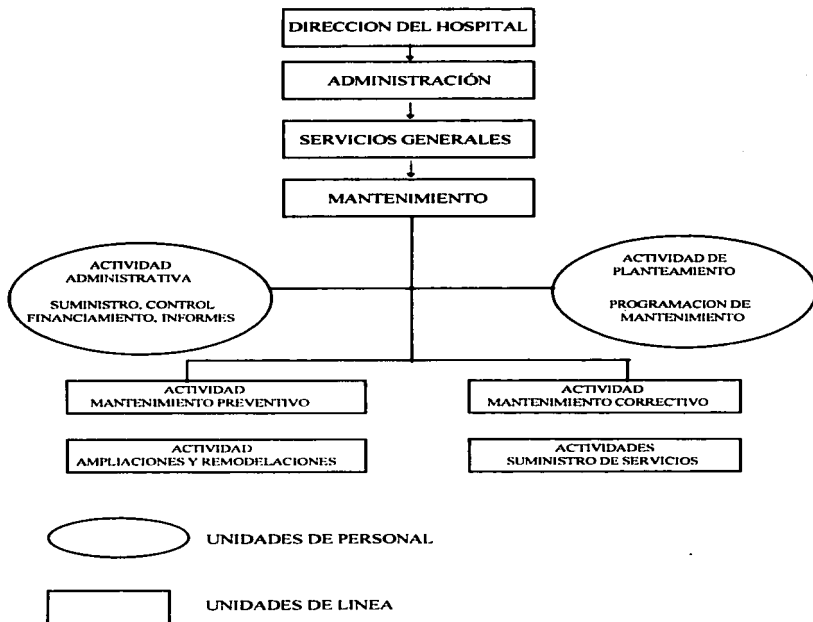 DIRECCION DEL HOSPITAL
ADMINISTRACIÓN
SERVICIOS GENERALES
MANTENIMIENTO
ACTIVIDAD
ADMINISTRATIVA
SUMINISTRO, CONTROL
FINANCIAMIENTO, INFORMES
ACTIVIDAD DE
PLANTEAMIENTO
PROGRAMACION DE
MANTENIMIENTO
ACTIVIDAD
MANTENIMIENTO PREVENTIVO
ACTIVIDAD
MANTENIMIENTO CORRECTIVO
ACTIVIDAD
AMPLIACIONES Y REMODELACIONES
ACTIVIDADES
SUMINISTRO DE SERVICIOS
UNIDADES DE PERSONAL
UNIDADES DE LINEA